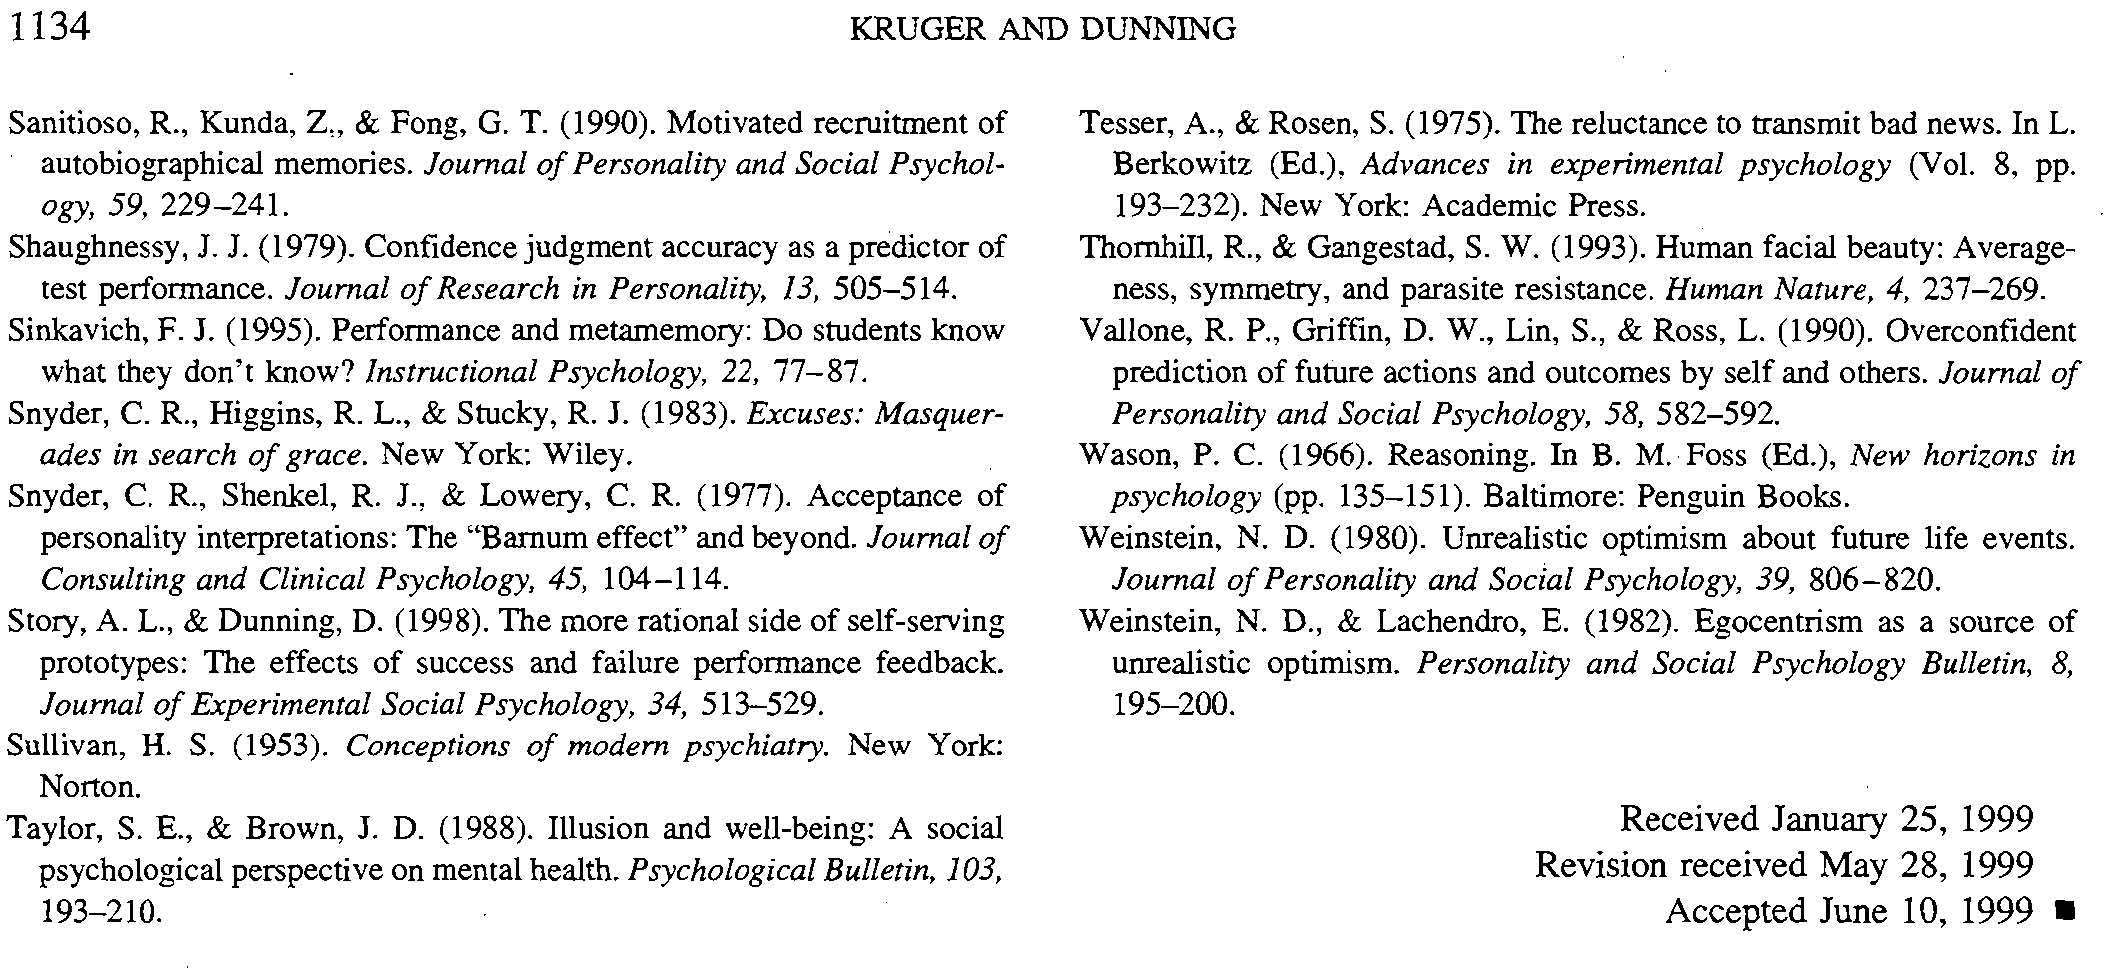 1134
KRUGER AND DUNNING
Sanitioso, R., Kunda, Z., & Fong, G. T. (1990). Motivated recruitment of
autobiographical memories. Journal of Personality and Social Psychol-
ogy, 59, 229–241.
Shaughnessy, J. J. (1979). Confidence judgment accuracy as a predictor of
test performance. Journal of Research in Personality, 13, 505–514.
Sinkavich, F. J. (1995). Performance and metamemory: Do students know
what they don't know? Instructional Psychology, 22, 77–87.
Snyder, C. R., Higgins, R. L., & Stucky, R. J. (1983). Excuses: Masquer-
ades in search of grace. New York: Wiley.
Snyder, C. R., Shenkel, R. J., & Lowery, C. R. (1977). Acceptance of
personality interpretations: The “Barnum effect” and beyond. Journal of
Consulting and Clinical Psychology, 45, 104–114.
Story, A. L., & Dunning, D. (1998). The more rational side of self-serving
prototypes: The effects of success and failure performance feedback.
Journal of Experimental Social Psychology, 34, 513–529.
Sullivan, H. S. (1953). Conceptions of modern psychiatry. New York:
Norton.
Taylor, S. E., & Brown, J. D. (1988). Illusion and well-being: A social
psychological perspective on mental health. Psychological Bulletin, 103,
193–210.
Tesser, A., & Rosen, S. (1975). The reluctance to transmit bad news. In L.
Berkowitz (Ed.), Advances in experimental psychology (Vol. 8, pp.
193–232). New York: Academic Press.
Thornhill, R., & Gangestad, S. W. (1993). Human facial beauty: Average-
ness, symmetry, and parasite resistance. Human Nature, 4, 237–269.
Vallone, R. P., Griffin, D. W., Lin, S., & Ross, L. (1990). Overconfident
prediction of future actions and outcomes by self and others. Journal of
Personality and Social Psychology, 58, 582–592.
Wason, P. C. (1966). Reasoning. In B. M. Foss (Ed.), New horizons in
psychology (pp. 135–151). Baltimore: Penguin Books.
Weinstein, N. D. (1980). Unrealistic optimism about future life events.
Journal of Personality and Social Psychology, 39, 806–820.
Weinstein, N. D., & Lachendro, E. (1982). Egocentrism as a source of
unrealistic optimism. Personality and Social Psychology Bulletin, 8,
195–200.
Received January 25, 1999
Revision received May 28, 1999
Accepted June 10, 1999 ■